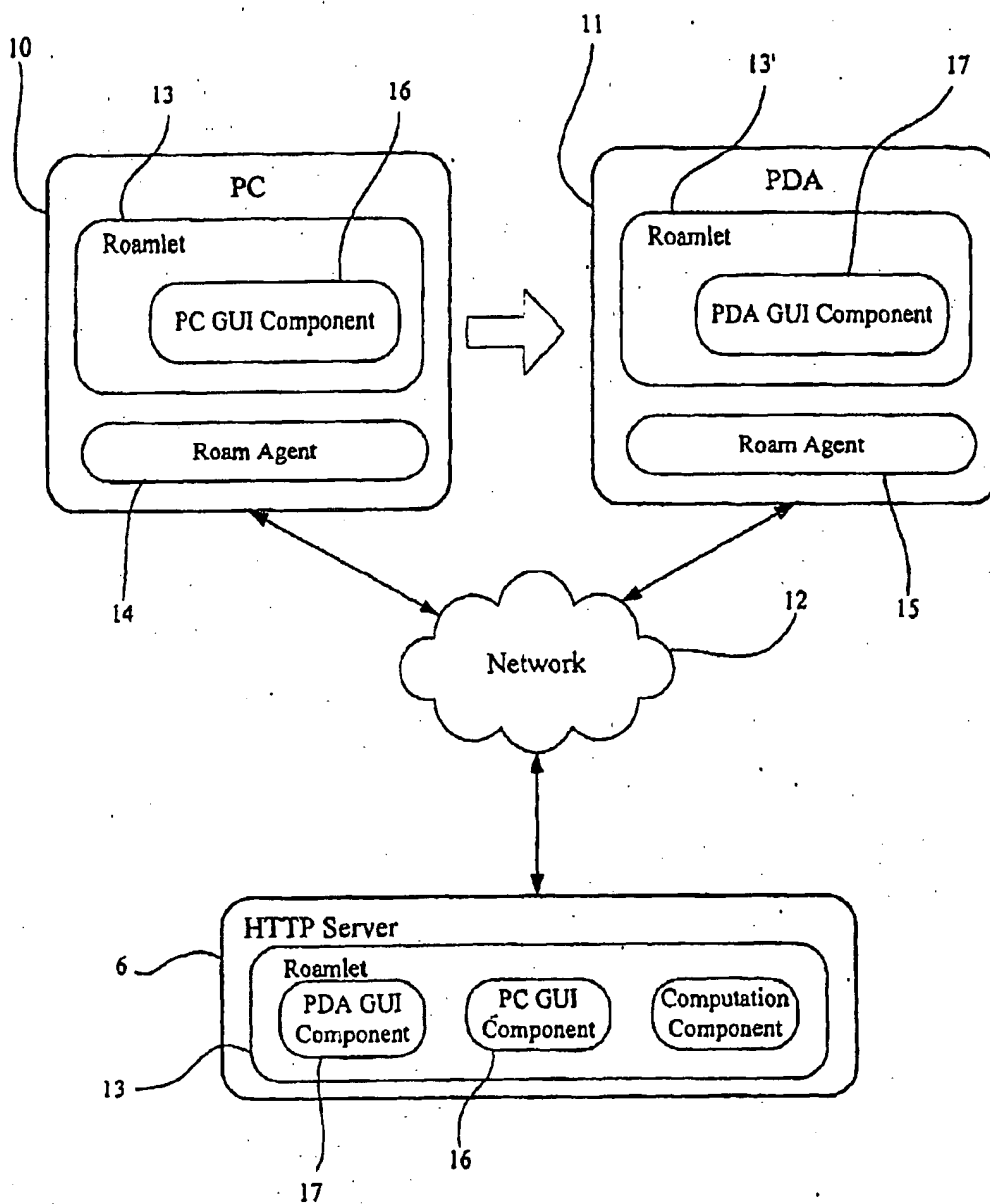 10
13
16
11
13'
17
PC
Roamlet
PC GUI Component
Roam Agent
PDA
Roamlet
PDA GUI Component
Roam Agent
14
15
12
Network
HTTP Server
6
Roamlet
PDA GUI
Component
PC GUI
Component
Computation
Component
13
17
16